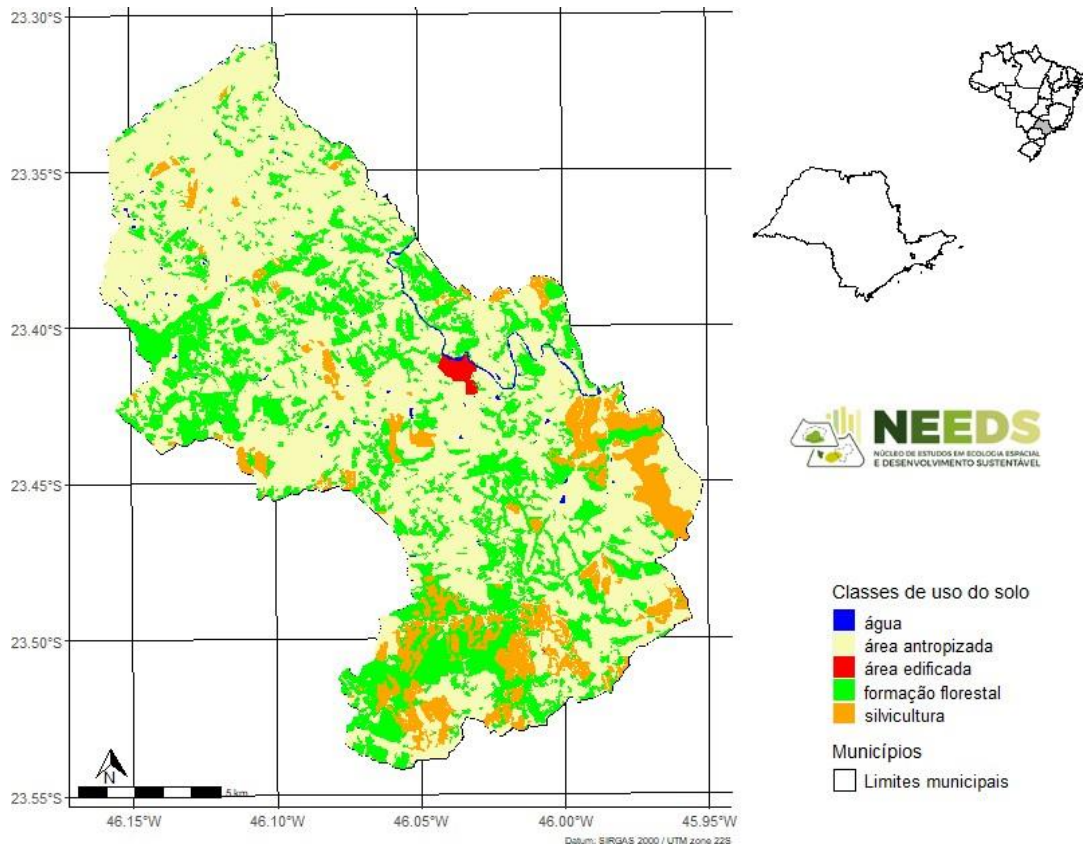 23.30°S
23.35°S
23.40°S
23.45°S
23.50°S
23.55°S
46.15°W 46.10°W 46.05°W 46.00°W 45.95°W
N
5 km
Datum: SIRGAS 2000 / UTM zone 22S
NEEDS
NÚCLEO DE ESTUDOS EM ECOLOGIA ESPACIAL
E DESENVOLVIMENTO SUSTENTÁVEL
Classes de uso do solo
água
área antropizada
área edificada
formação florestal
silvicultura
Municípios
Limites municipais